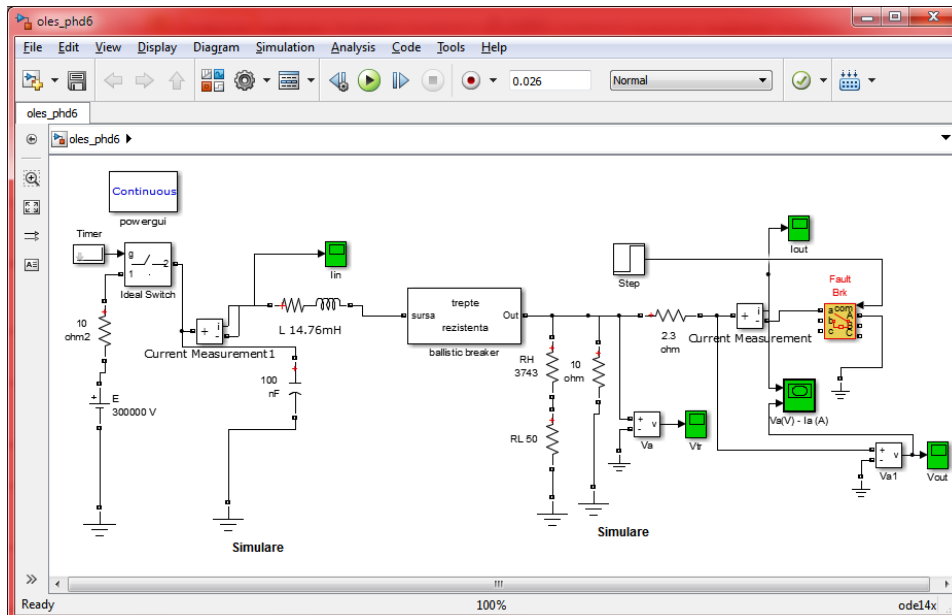 oles_phd6
File Edit View Display Diagram Simulation Analysis Code Tools Help
0.026 Normal
oles_phd6
oles_phd6
Continuous
powergui
Timer
g
1
2
Ideal Switch
10
ohm2
E
300000 V
+
i
-
Current Measurement1
Iin
L 14.76mH
100
nF
Simulare
sursa
trepte
rezistenta
Out
ballistic breaker
RH
3743
RL 50
10
ohm
Simulare
2.3
ohm
+
-
v
Va
Vtr
Step
Iout
+
i
-
Current Measurement
Fault
Brk
com
a
A
b
B
c
C
Va(V) - Ia (A)
+
-
v
Va1
Vout
Ready 100% ode14x